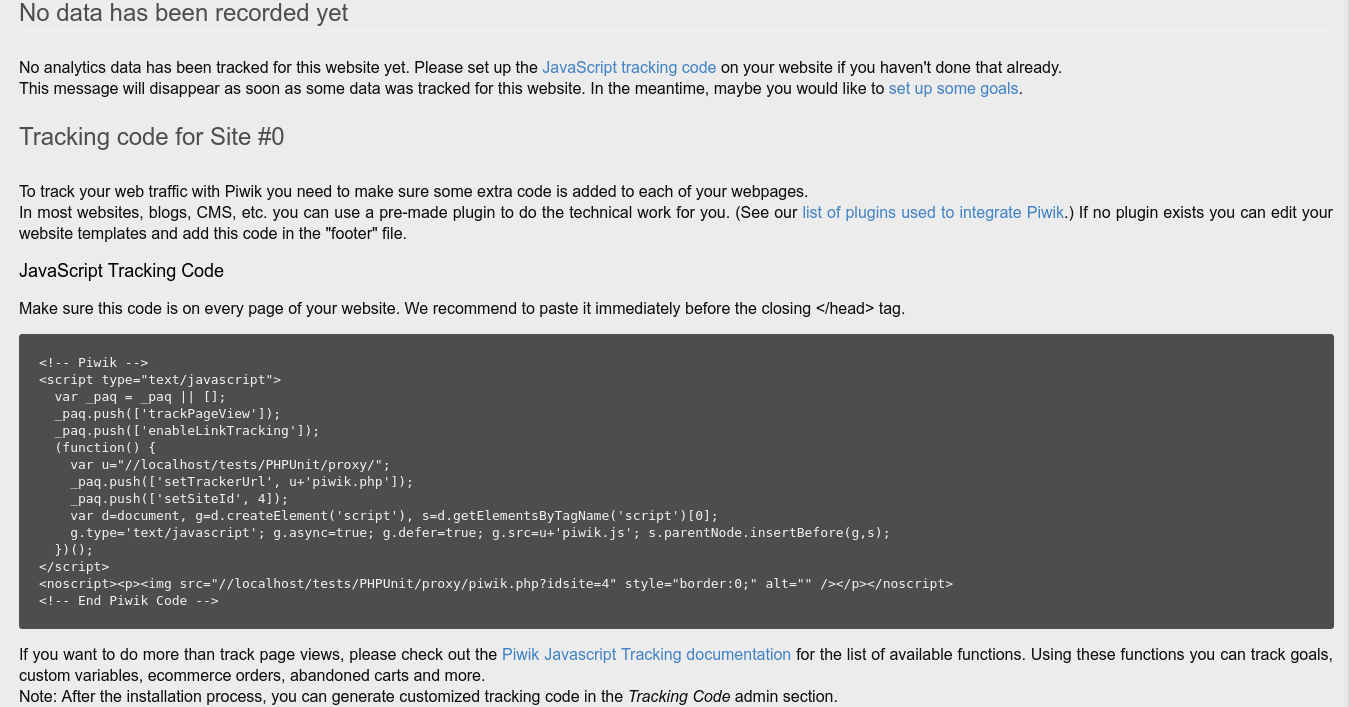 No data has been recorded yet
No analytics data has been tracked for this website yet. Please set up the JavaScript tracking code on your website if you haven't done that already.
This message will disappear as soon as some data was tracked for this website. In the meantime, maybe you would like to set up some goals.
Tracking code for Site #0
To track your web traffic with Piwik you need to make sure some extra code is added to each of your webpages.
In most websites, blogs, CMS, etc. you can use a pre-made plugin to do the technical work for you. (See our list of plugins used to integrate Piwik.) If no plugin exists you can edit your
website templates and add this code in the "footer" file.
JavaScript Tracking Code
Make sure this code is on every page of your website. We recommend to paste it immediately before the closing </head> tag.
<!-- Piwik -->
<script type="text/javascript">
  var _paq = _paq || [];
  _paq.push(['trackPageView']);
  _paq.push(['enableLinkTracking']);
  (function() {
    var u="//localhost/tests/PHPUnit/proxy/";
    _paq.push(['setTrackerUrl', u+'piwik.php']);
    _paq.push(['setSiteId', 4]);
    var d=document, g=d.createElement('script'), s=d.getElementsByTagName('script')[0];
    g.type='text/javascript'; g.async=true; g.defer=true; g.src=u+'piwik.js'; s.parentNode.insertBefore(g,s);
  })();
</script>
<noscript><p><img src="//localhost/tests/PHPUnit/proxy/piwik.php?idsite=4" style="border:0;" alt="" /></p></noscript>
<!-- End Piwik Code -->
If you want to do more than track page views, please check out the Piwik Javascript Tracking documentation for the list of available functions. Using these functions you can track goals,
custom variables, ecommerce orders, abandoned carts and more.
Note: After the installation process, you can generate customized tracking code in the Tracking Code admin section.